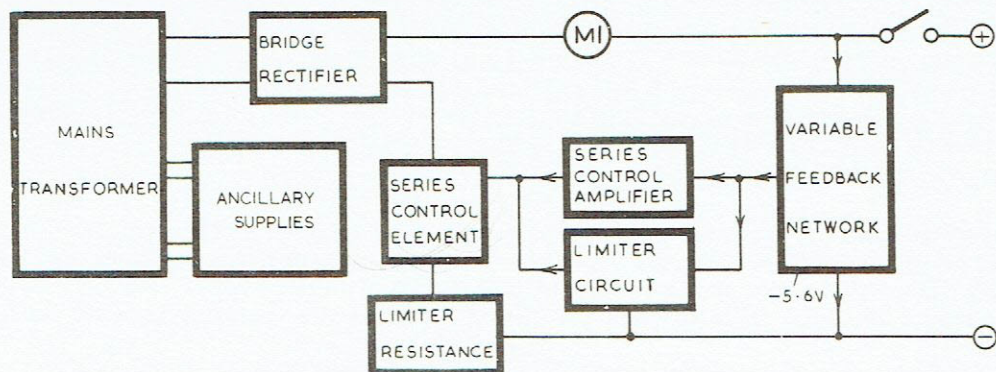 MAINS
TRANSFORMER
BRIDGE
RECTIFIER
ANCILLARY
SUPPLIES
M1
SERIES
CONTROL
ELEMENT
LIMITER
RESISTANCE
SERIES
CONTROL
AMPLIFIER
LIMITER
CIRCUIT
VARIABLE
FEEDBACK
NETWORK
-5·6V
+
−